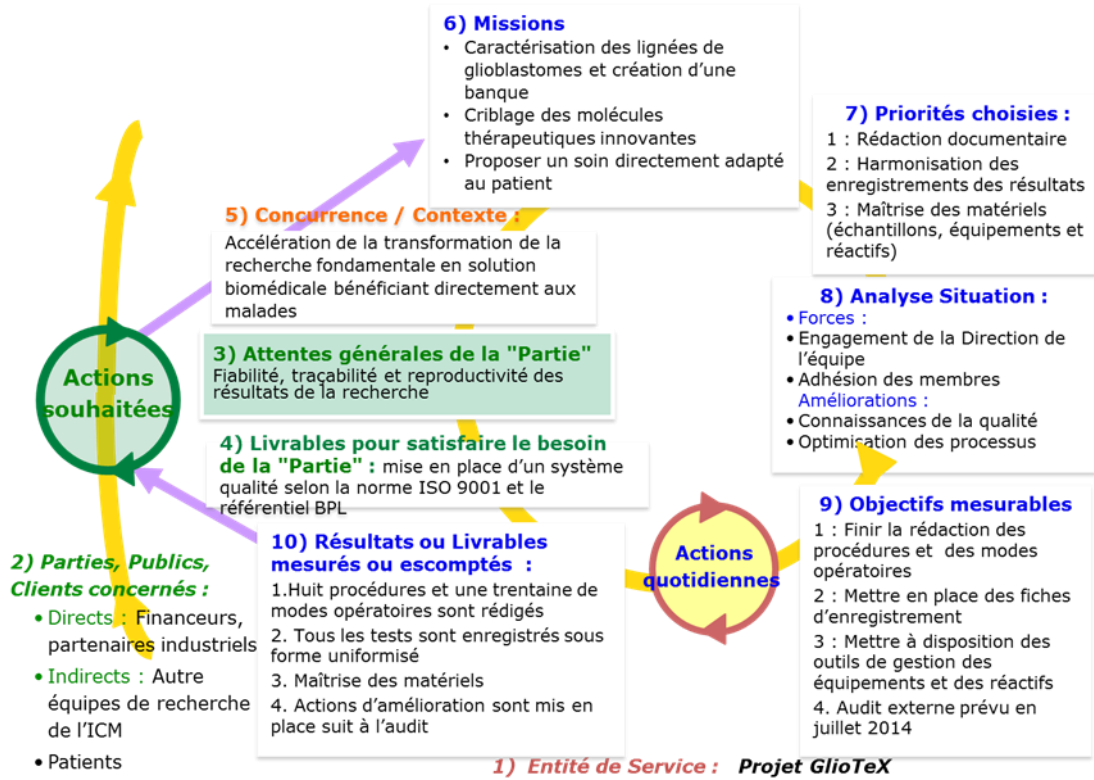 6) Missions
• Caractérisation des lignées de
glioblastomes et création d'une
banque
• Criblage des molécules
thérapeutiques innovantes
• Proposer un soin directement adapté
au patient
7) Priorités choisies :
1 : Rédaction documentaire
2 : Harmonisation des
enregistrements des résultats
3 : Maîtrise des matériels
(échantillons, équipements et
réactifs)
5) Concurrence / Contexte :
Accélération de la transformation de la
recherche fondamentale en solution
biomédicale bénéficiant directement aux
malades
8) Analyse Situation :
• Forces :
• Engagement de la Direction de
l'équipe
• Adhésion des membres
Améliorations :
• Connaissances de la qualité
• Optimisation des processus
Actions
souhaitées
3) Attentes générales de la "Partie"
Fiabilité, traçabilité et reproductivité des
résultats de la recherche
4) Livrables pour satisfaire le besoin
de la "Partie" : mise en place d'un système
qualité selon la norme ISO 9001 et le
référentiel BPL
9) Objectifs mesurables
1 : Finir la rédaction des
procédures et des modes
opératoires
2 : Mettre en place des fiches
d'enregistrement
3 : Mettre à disposition des
outils de gestion des
équipements et des réactifs
4. Audit externe prévu en
juillet 2014
Actions
quotidiennes
10) Résultats ou Livrables
mesurés ou escomptés :
1.Huit procédures et une trentaine de
modes opératoires sont rédigés
2. Tous les tests sont enregistrés sous
forme uniformisé
3. Maîtrise des matériels
4. Actions d'amélioration sont mis en
place suit à l'audit
2) Parties, Publics,
Clients concernés :
• Directs : Financeurs,
partenaires industriels
• Indirects : Autre
équipes de recherche
de l'ICM
• Patients
1) Entité de Service : Projet GlioTeX